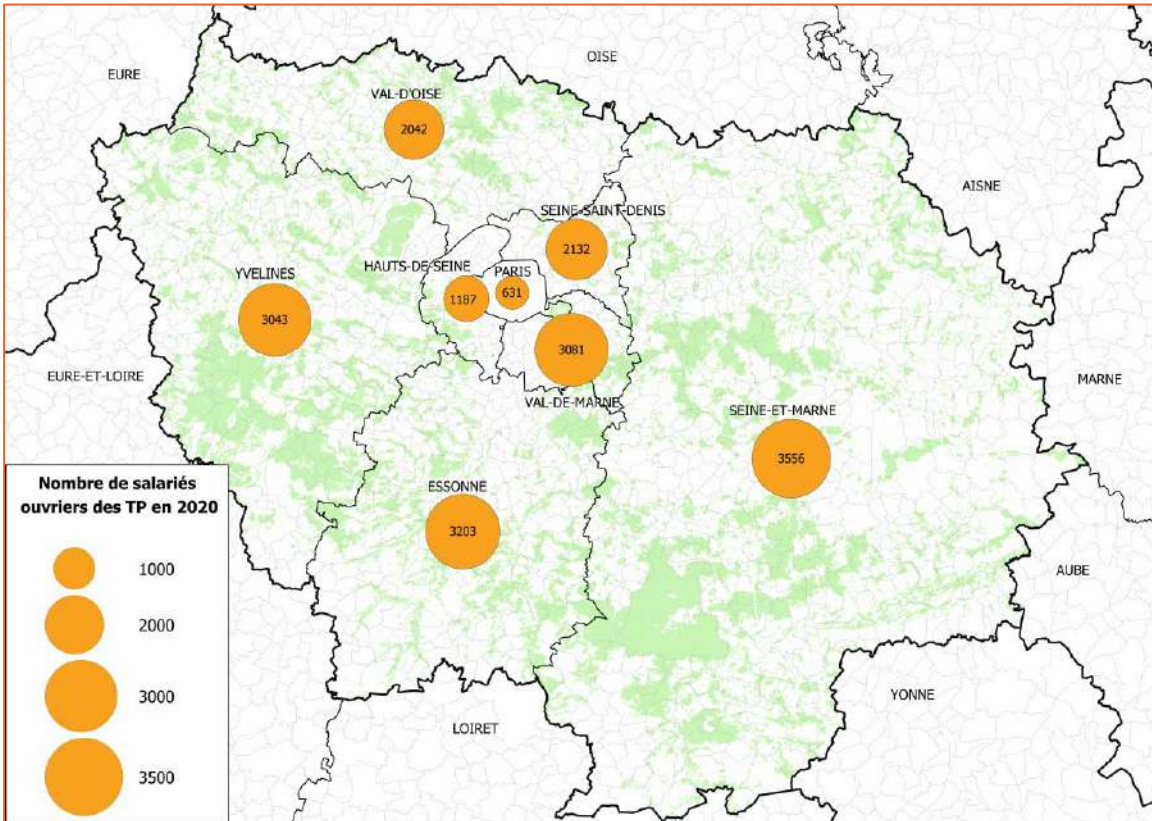 OISE
EURE
VAL-D'OISE
2042
AISNE
SEINE-SAINT-DENIS
2132
HAUTS-DE-SEINE
PARIS
YVELINES
631
1187
3043
3081
EURE-ET-LOIRE
MARNE
VAL-DE-MARNE
SEINE-ET-MARNE
3556
ESSONNE
3203
AUBE
YONNE
LOIRET
Nombre de salariés
ouvriers des TP en 2020
1000
2000
3000
3500